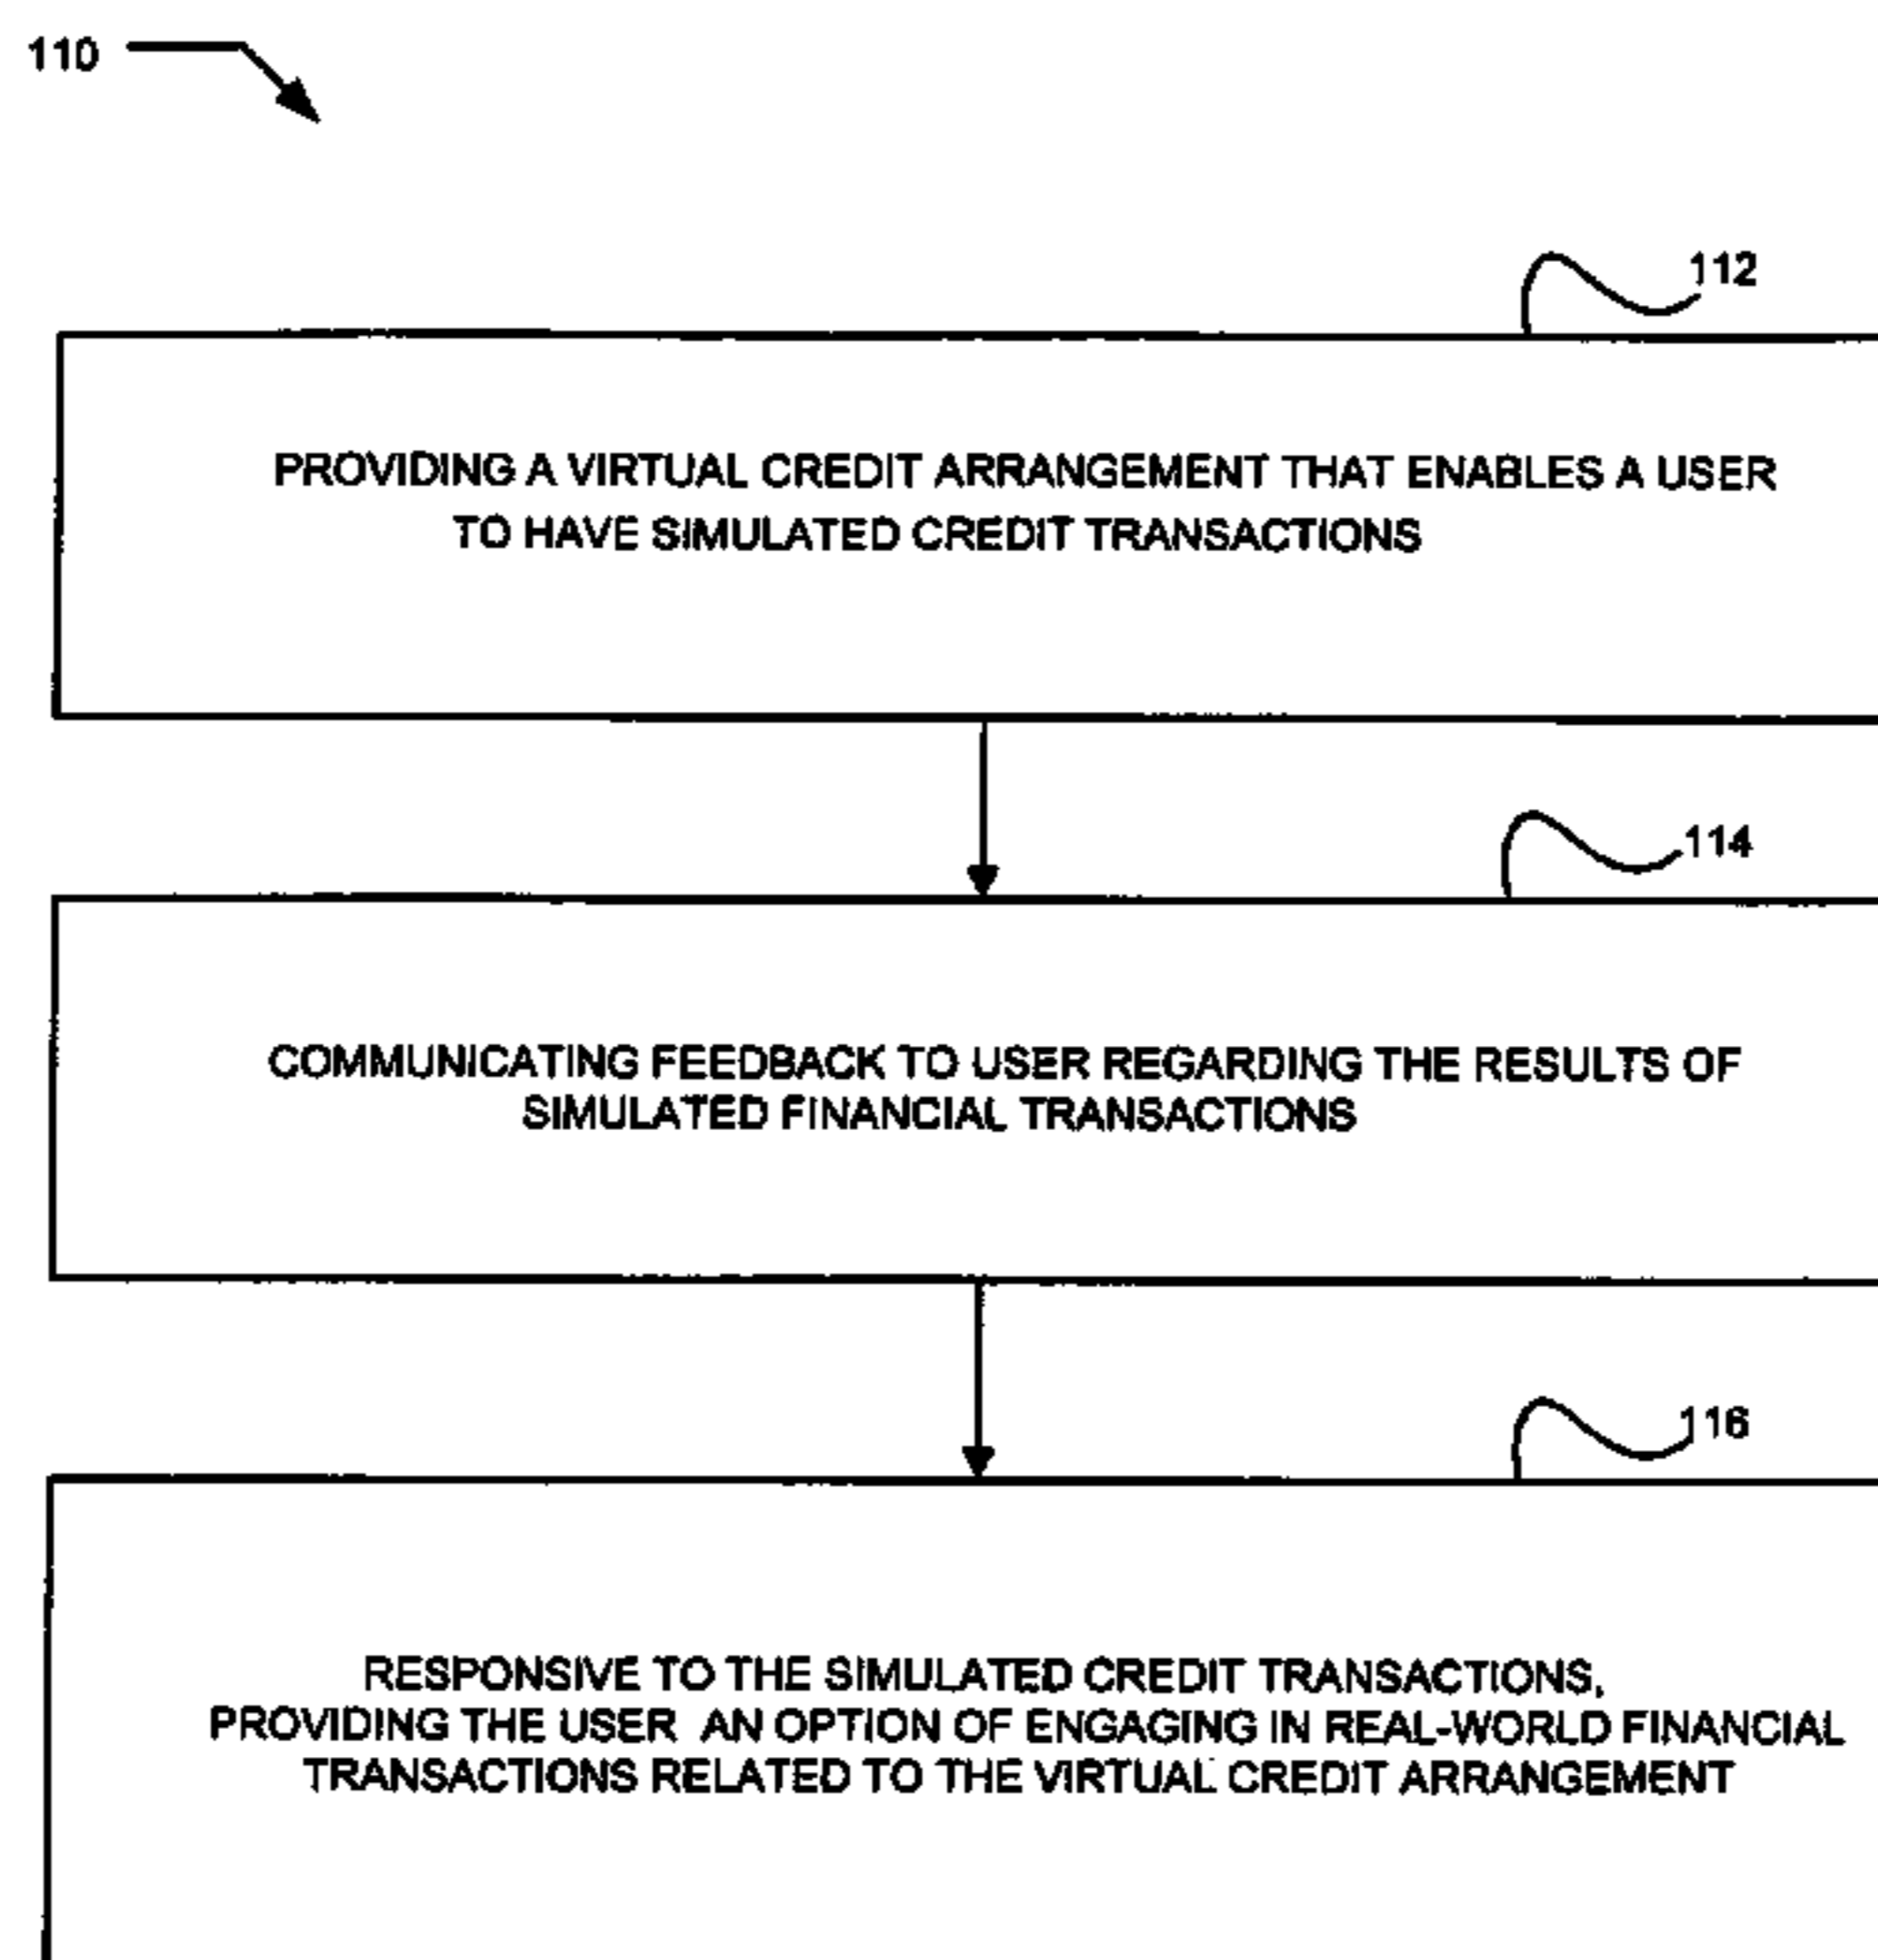 110
112
PROVIDING A VIRTUAL CREDIT ARRANGEMENT THAT ENABLES A USER
TO HAVE SIMULATED CREDIT TRANSACTIONS
114
COMMUNICATING FEEDBACK TO USER REGARDING THE RESULTS OF
SIMULATED FINANCIAL TRANSACTIONS
116
RESPONSIVE TO THE SIMULATED CREDIT TRANSACTIONS,
PROVIDING THE USER AN OPTION OF ENGAGING IN REAL-WORLD FINANCIAL
TRANSACTIONS RELATED TO THE VIRTUAL CREDIT ARRANGEMENT